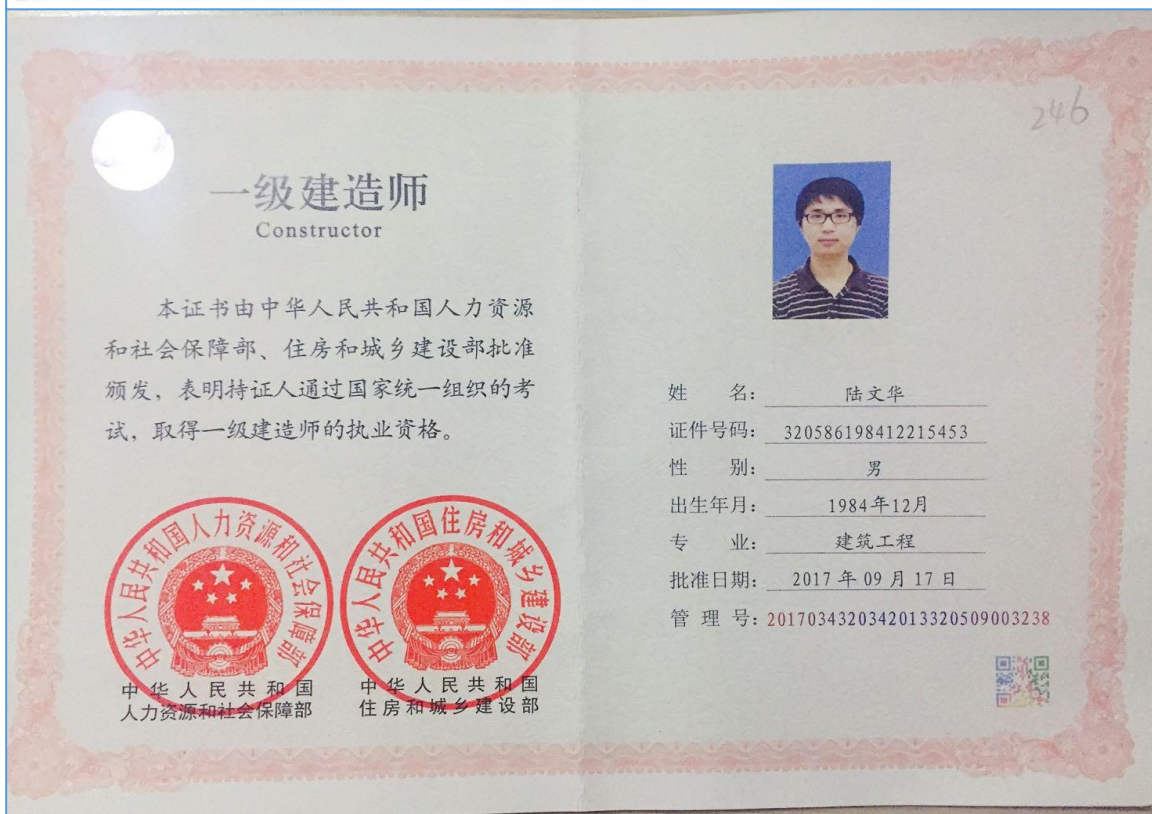 一级建造师
Constructor
本证书由中华人民共和国人力资源
和社会保障部、住房和城乡建设部批准
颁发，表明持证人通过国家统一组织的考
试，取得一级建造师的执业资格。
中华人民共和国人力资源和社会保障部
中华人民共和国住房和城乡建设部
中华人民共和国
人力资源和社会保障部
中华人民共和国
住房和城乡建设部
246
姓 名：陆文华
证件号码：320586198412215453
性 别：男
出生年月：1984年12月
专 业：建筑工程
批准日期：2017 年 09 月 17 日
管 理 号：2017034320342013320509003238